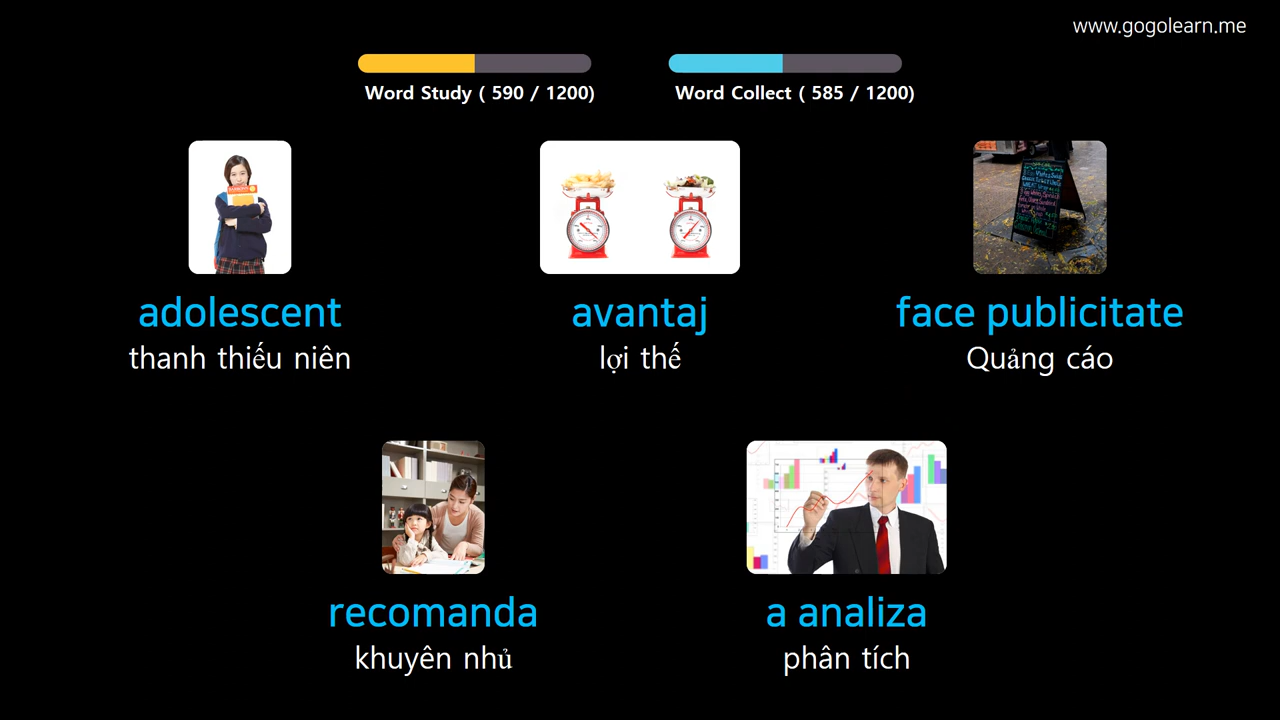 www.gogolearn.me
Word Study ( 590 / 1200)
Word Collect ( 585 / 1200)
adolescent
thanh thiếu niên
avantaj
lợi thế
face publicitate
Quảng cáo
recomanda
khuyên nhủ
a analiza
phân tích